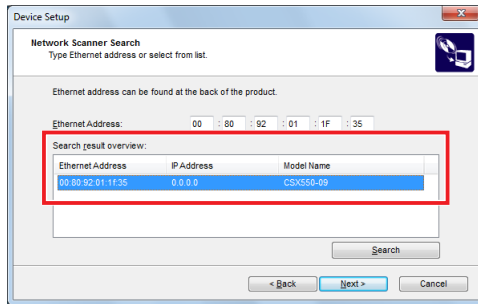 Device Setup
Network Scanner Search
Type Ethernet address or select from list.
Ethernet address can be found at the back of the product.
Ethernet Address: 00 : 80 : 92 : 01 : 1F : 35
Search result overview:
Ethernet Address IP Address Model Name
00:80:92:01:1f:35 0.0.0.0 CSX550-09
Search
< Back Next > Cancel